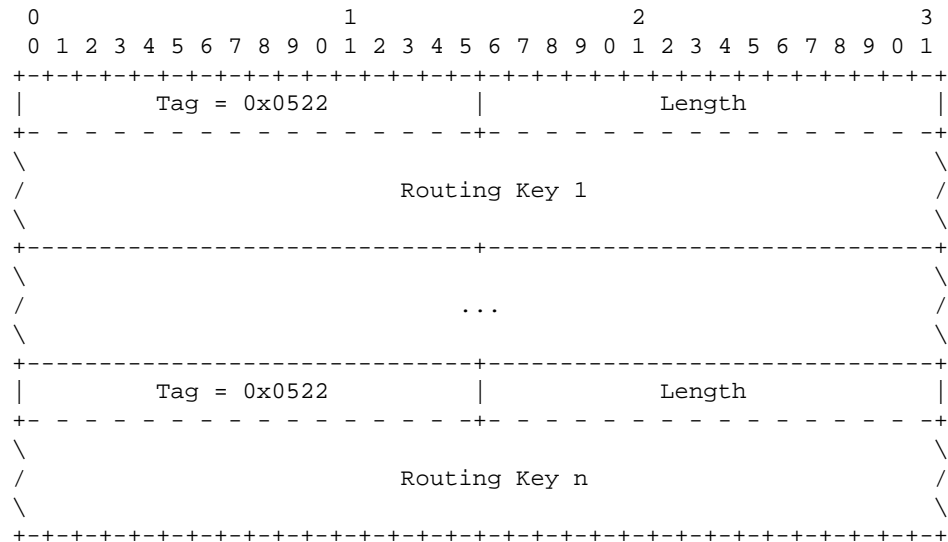 0                   1                   2                   3
 0 1 2 3 4 5 6 7 8 9 0 1 2 3 4 5 6 7 8 9 0 1 2 3 4 5 6 7 8 9 0 1
+-+-+-+-+-+-+-+-+-+-+-+-+-+-+-+-+-+-+-+-+-+-+-+-+-+-+-+-+-+-+-+-+
|         Tag = 0x0522          |            Length             |
+- - - - - - - - - - - - - - - -+- - - - - - - - - - - - - - - -+
\                                                               \
/                         Routing Key 1                         /
\                                                               \
+-------------------------------+-------------------------------+
\                                                               \
/                              ...                              /
\                                                               \
+-------------------------------+-------------------------------+
|         Tag = 0x0522          |            Length             |
+- - - - - - - - - - - - - - - -+- - - - - - - - - - - - - - - -+
\                                                               \
/                         Routing Key n                         /
\                                                               \
+-+-+-+-+-+-+-+-+-+-+-+-+-+-+-+-+-+-+-+-+-+-+-+-+-+-+-+-+-+-+-+-+